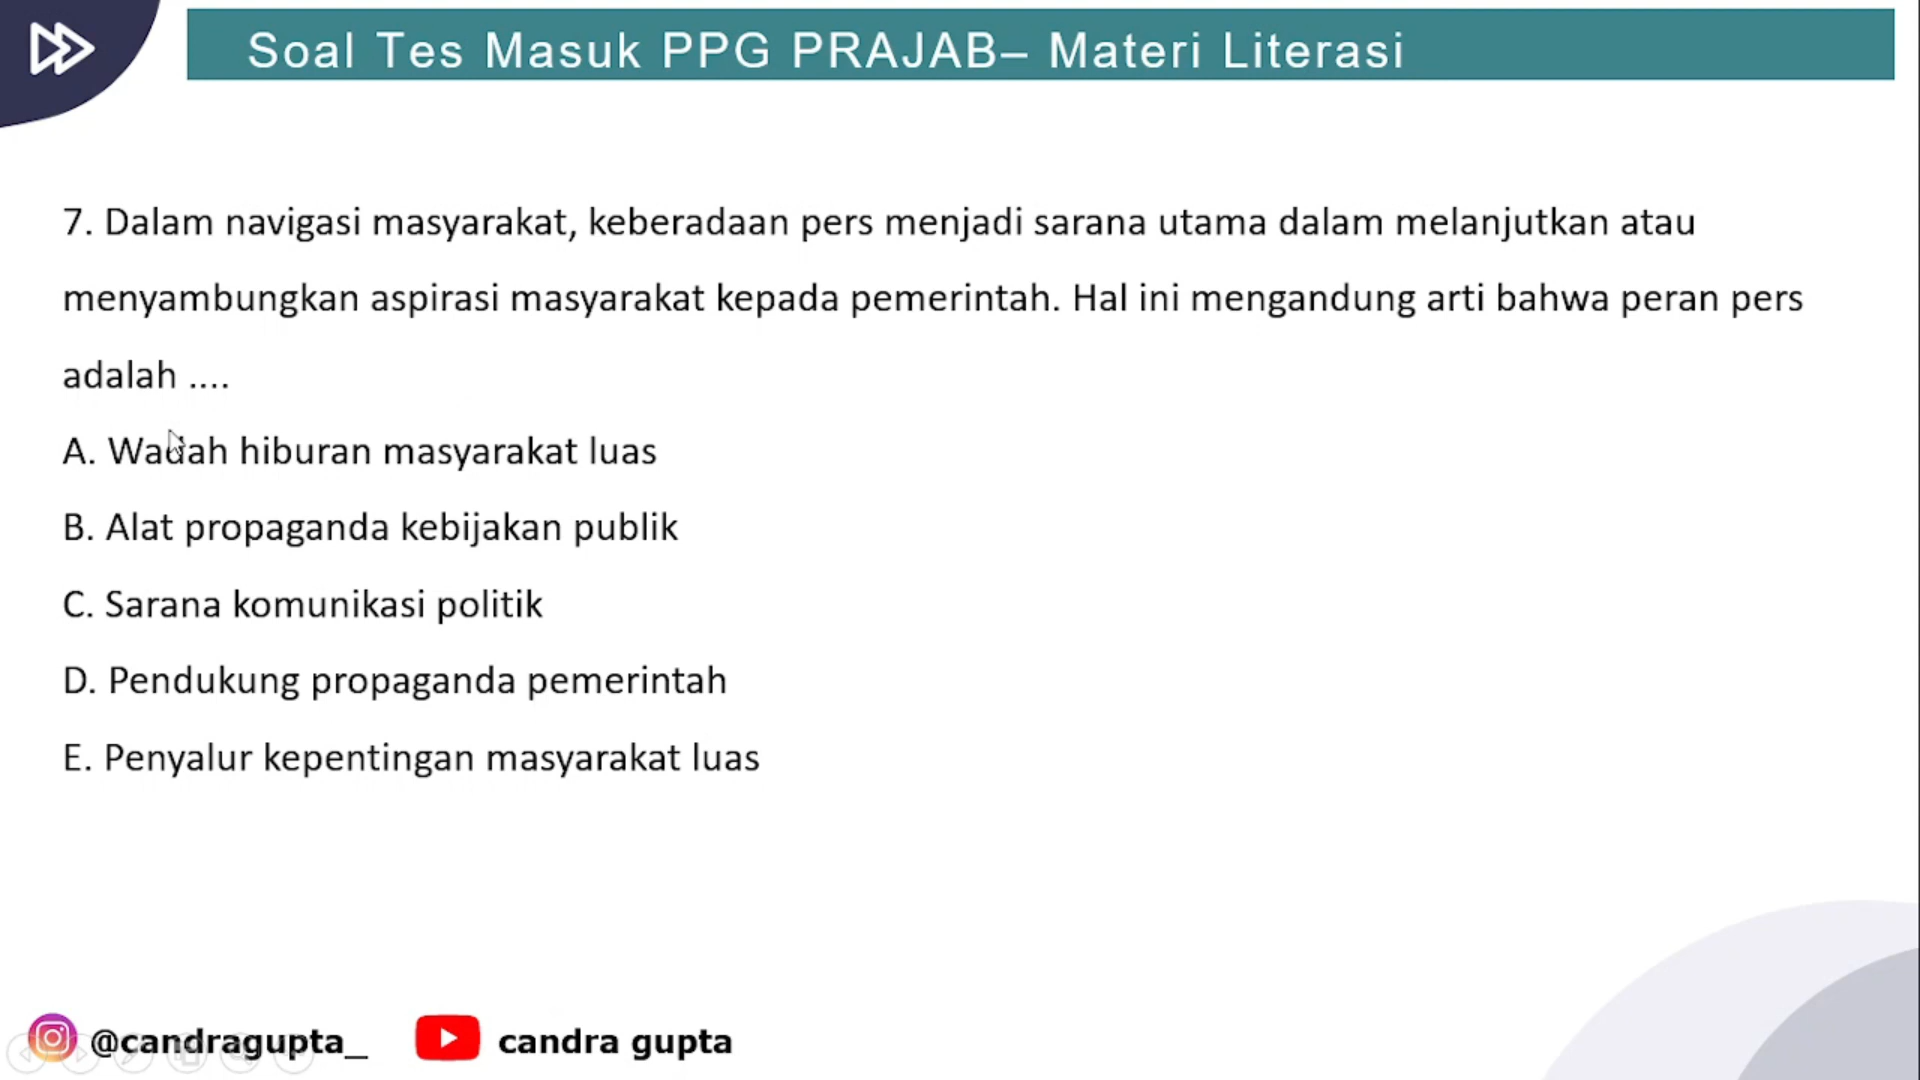 Soal Tes Masuk PPG PRAJAB– Materi Literasi
7. Dalam navigasi masyarakat, keberadaan pers menjadi sarana utama dalam melanjutkan atau
menyambungkan aspirasi masyarakat kepada pemerintah. Hal ini mengandung arti bahwa peran pers
adalah ....
A. Wadah hiburan masyarakat luas
B. Alat propaganda kebijakan publik
C. Sarana komunikasi politik
D. Pendukung propaganda pemerintah
E. Penyalur kepentingan masyarakat luas
@candragupta_ candra gupta